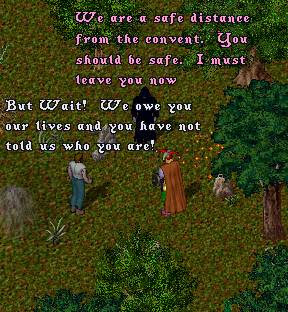 We are a safe distance
from the convent. You
should be safe. I must
leave you now
But Wait! We owe you
our lives and you have not
told us who you are!